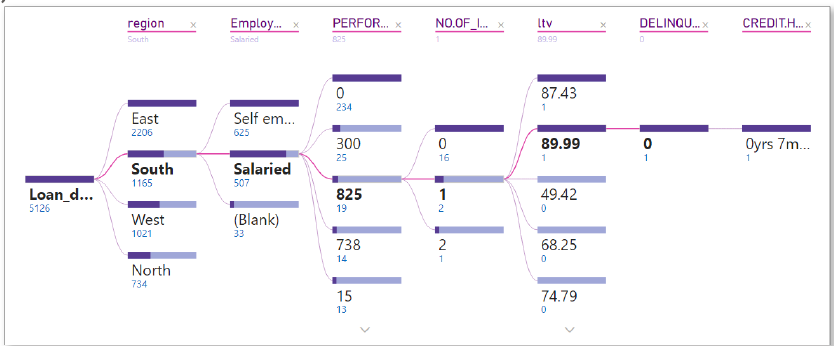 region ×
South
Employ... ×
Salaried
PERFOR... ×
825
NO.OF_I... ×
1
ltv ×
89.99
DELINQU... ×
0
CREDIT.H... ×
Loan_d...
5126
East
2206
South
1165
West
1021
North
734
Self em...
625
Salaried
507
(Blank)
33
0
234
300
25
825
19
738
14
15
13
0
16
1
2
2
1
87.43
1
89.99
1
49.42
0
68.25
0
74.79
0
0
1
0yrs 7m...
1